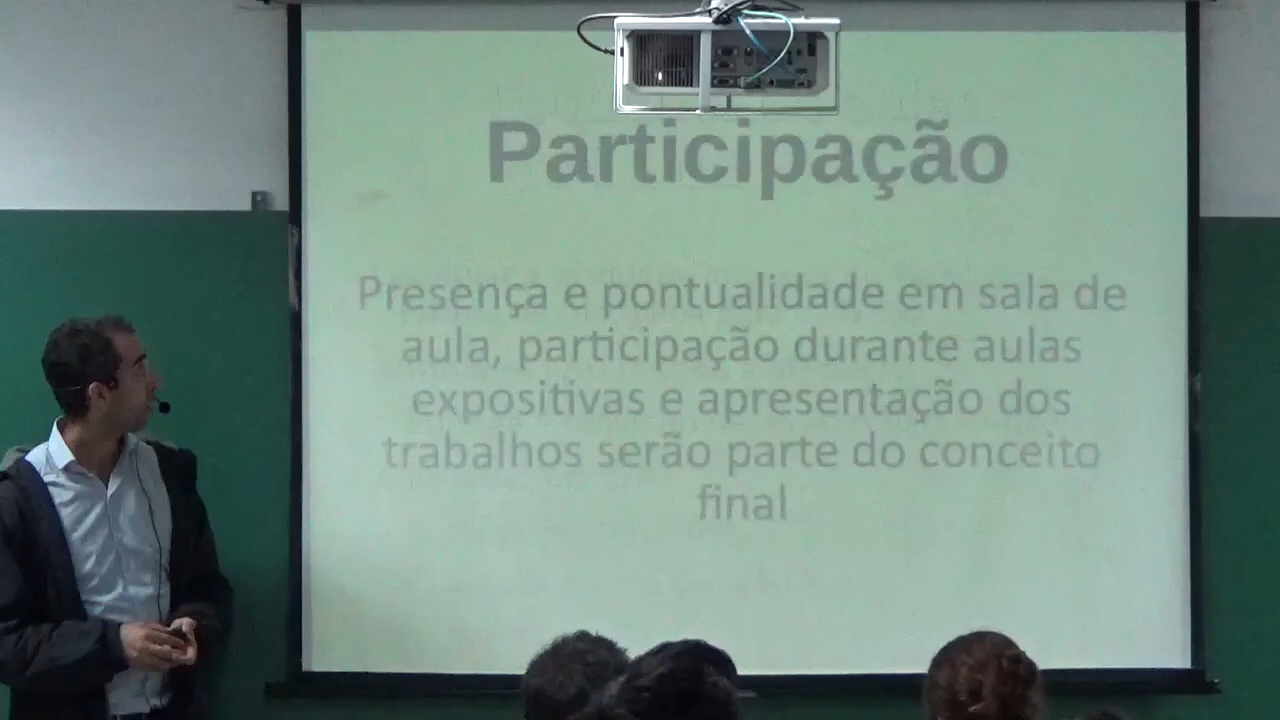 Participação
Presença e pontualidade em sala de
aula, participação durante aulas
expositivas e apresentação dos
trabalhos serão parte do conceito
final